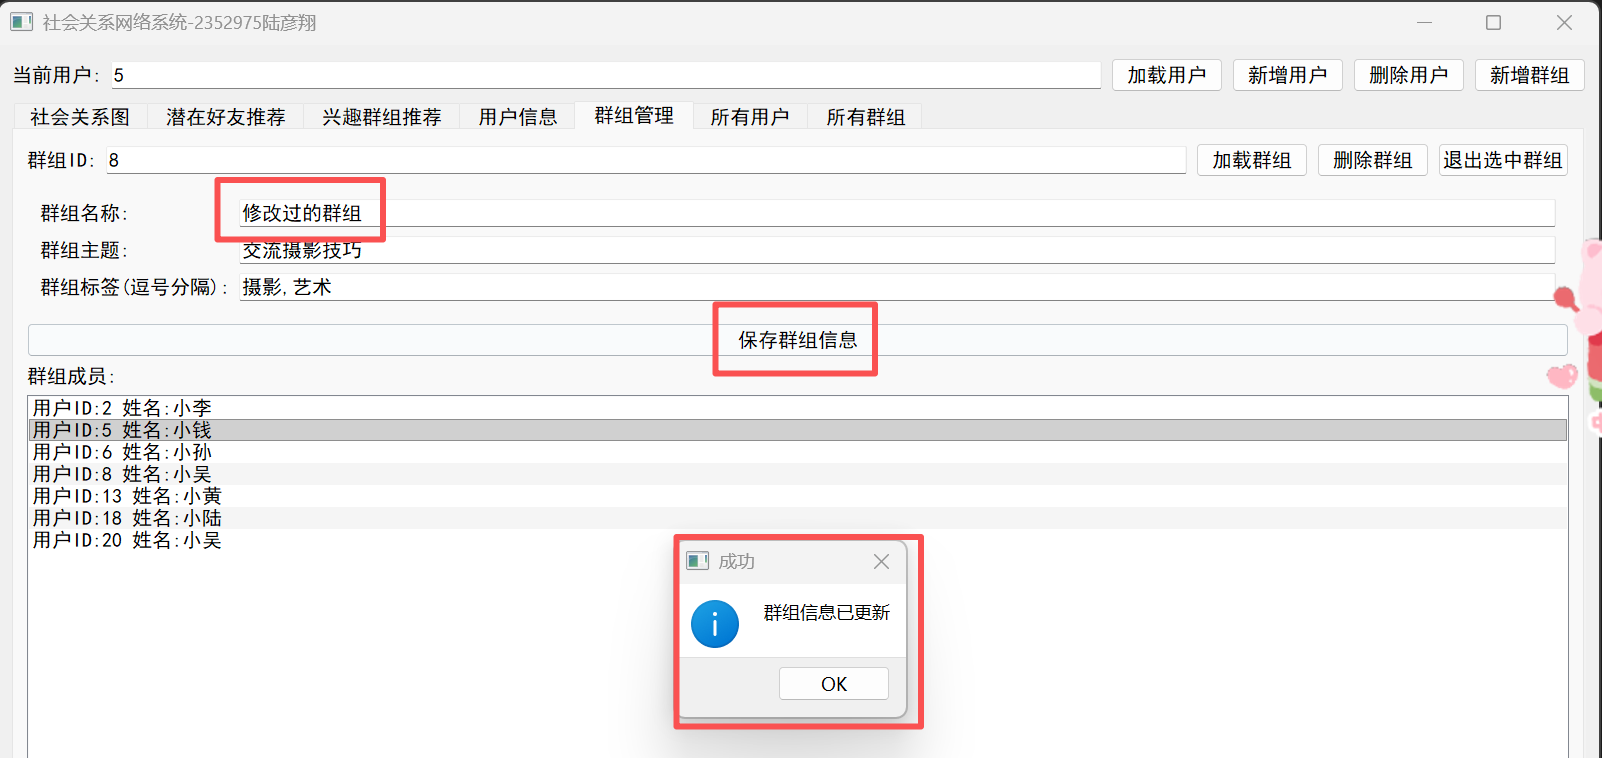 社会关系网络系统-2352975陆彦翔
当前用户: 5 加载用户 新增用户 删除用户 新增群组
社会关系图 潜在好友推荐 兴趣群组推荐 用户信息 群组管理 所有用户 所有群组
群组ID: 8 加载群组 删除群组 退出选中群组
群组名称: 修改过的群组
群组主题: 交流摄影技巧
群组标签(逗号分隔): 摄影,艺术
保存群组信息
群组成员:
用户ID:2 姓名:小李
用户ID:5 姓名:小钱
用户ID:6 姓名:小孙
用户ID:8 姓名:小吴
用户ID:13 姓名:小黄
用户ID:18 姓名:小陆
用户ID:20 姓名:小吴
成功
群组信息已更新
OK